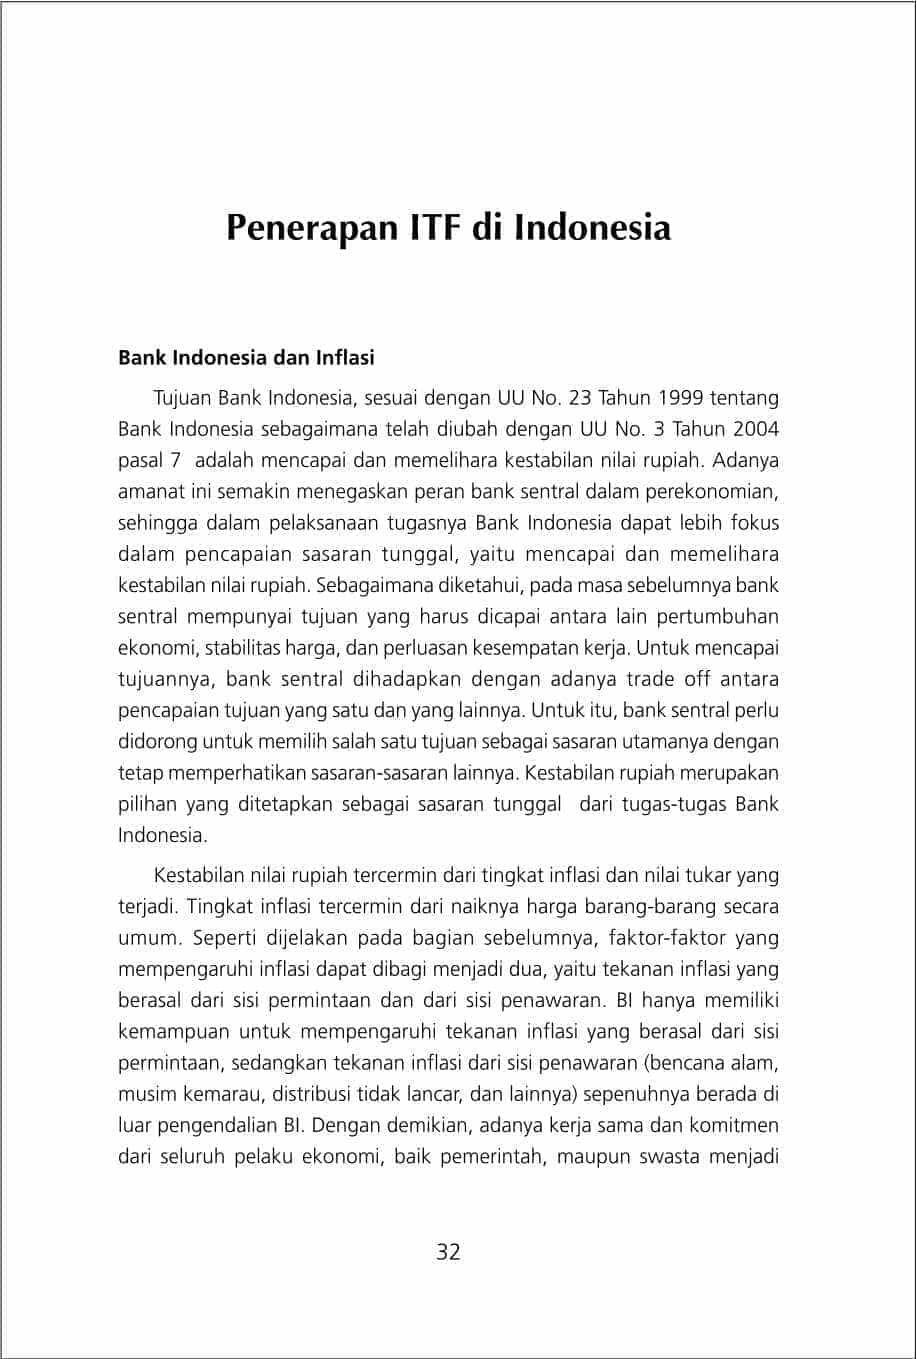 Penerapan ITF di Indonesia
Bank Indonesia dan Inflasi
Tujuan Bank Indonesia, sesuai dengan UU No. 23 Tahun 1999 tentang
Bank Indonesia sebagaimana telah diubah dengan UU No. 3 Tahun 2004
pasal 7 adalah mencapai dan memelihara kestabilan nilai rupiah. Adanya
amanat ini semakin menegaskan peran bank sentral dalam perekonomian,
sehingga dalam pelaksanaan tugasnya Bank Indonesia dapat lebih fokus
dalam pencapaian sasaran tunggal, yaitu mencapai dan memelihara
kestabilan nilai rupiah. Sebagaimana diketahui, pada masa sebelumnya bank
sentral mempunyai tujuan yang harus dicapai antara lain pertumbuhan
ekonomi, stabilitas harga, dan perluasan kesempatan kerja. Untuk mencapai
tujuannya, bank sentral dihadapkan dengan adanya trade off antara
pencapaian tujuan yang satu dan yang lainnya. Untuk itu, bank sentral perlu
didorong untuk memilih salah satu tujuan sebagai sasaran utamanya dengan
tetap memperhatikan sasaran-sasaran lainnya. Kestabilan rupiah merupakan
pilihan yang ditetapkan sebagai sasaran tunggal dari tugas-tugas Bank
Indonesia.
Kestabilan nilai rupiah tercermin dari tingkat inflasi dan nilai tukar yang
terjadi. Tingkat inflasi tercermin dari naiknya harga barang-barang secara
umum. Seperti dijelakan pada bagian sebelumnya, faktor-faktor yang
mempengaruhi inflasi dapat dibagi menjadi dua, yaitu tekanan inflasi yang
berasal dari sisi permintaan dan dari sisi penawaran. BI hanya memiliki
kemampuan untuk mempengaruhi tekanan inflasi yang berasal dari sisi
permintaan, sedangkan tekanan inflasi dari sisi penawaran (bencana alam,
musim kemarau, distribusi tidak lancar, dan lainnya) sepenuhnya berada di
luar pengendalian BI. Dengan demikian, adanya kerja sama dan komitmen
dari seluruh pelaku ekonomi, baik pemerintah, maupun swasta menjadi
32